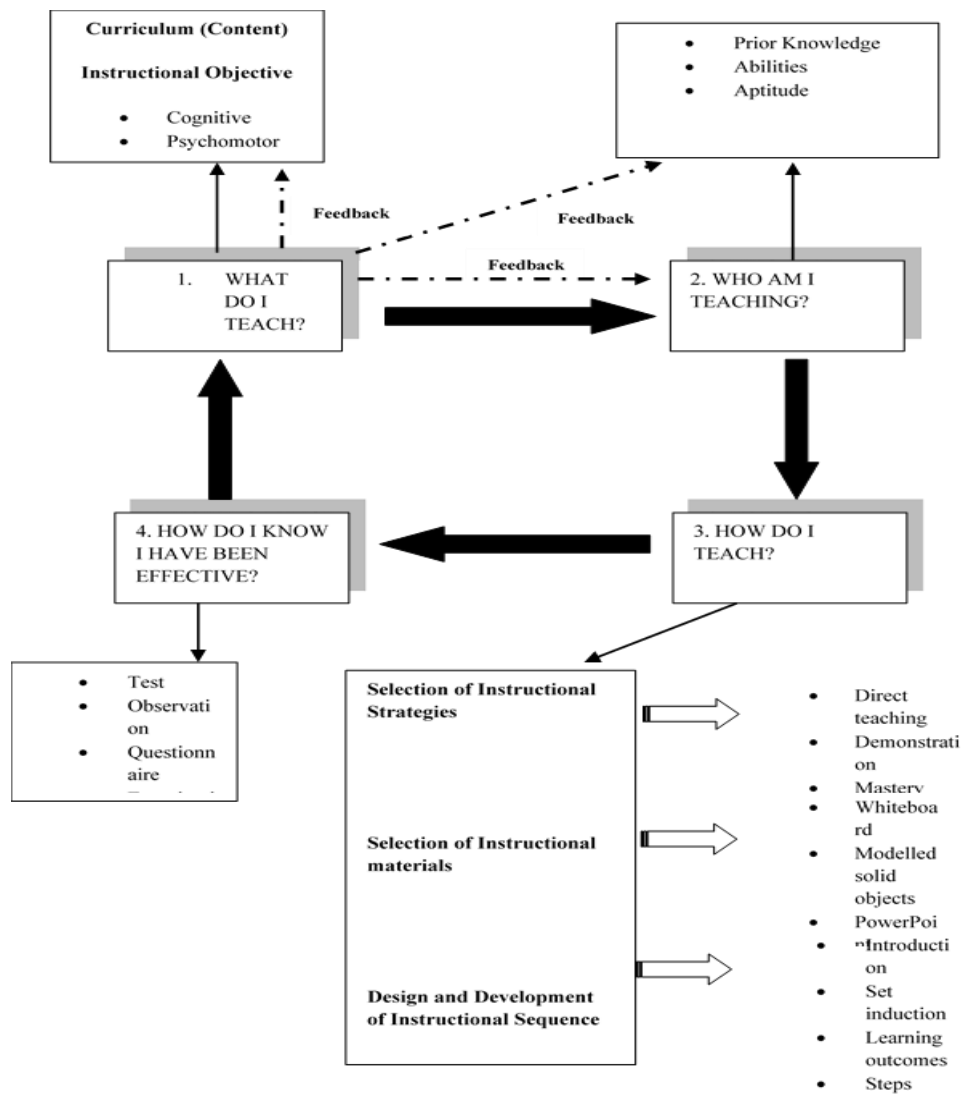 Curriculum (Content)
Instructional Objective
• Cognitive
• Psychomotor
• Prior Knowledge
• Abilities
• Aptitude
Feedback
Feedback
Feedback
1. WHAT
DO I
TEACH?
2. WHO AM I
TEACHING?
4. HOW DO I KNOW
I HAVE BEEN
EFFECTIVE?
3. HOW DO I
TEACH?
• Test
• Observati
on
• Questionn
aire
Selection of Instructional
Strategies
Selection of Instructional
materials
Design and Development
of Instructional Sequence
• Direct
teaching
• Demonstrati
on
• Mastery
• Whiteboa
rd
• Modelled
solid
objects
• PowerPoi
• Introducti
on
• Set
induction
• Learning
outcomes
• Steps